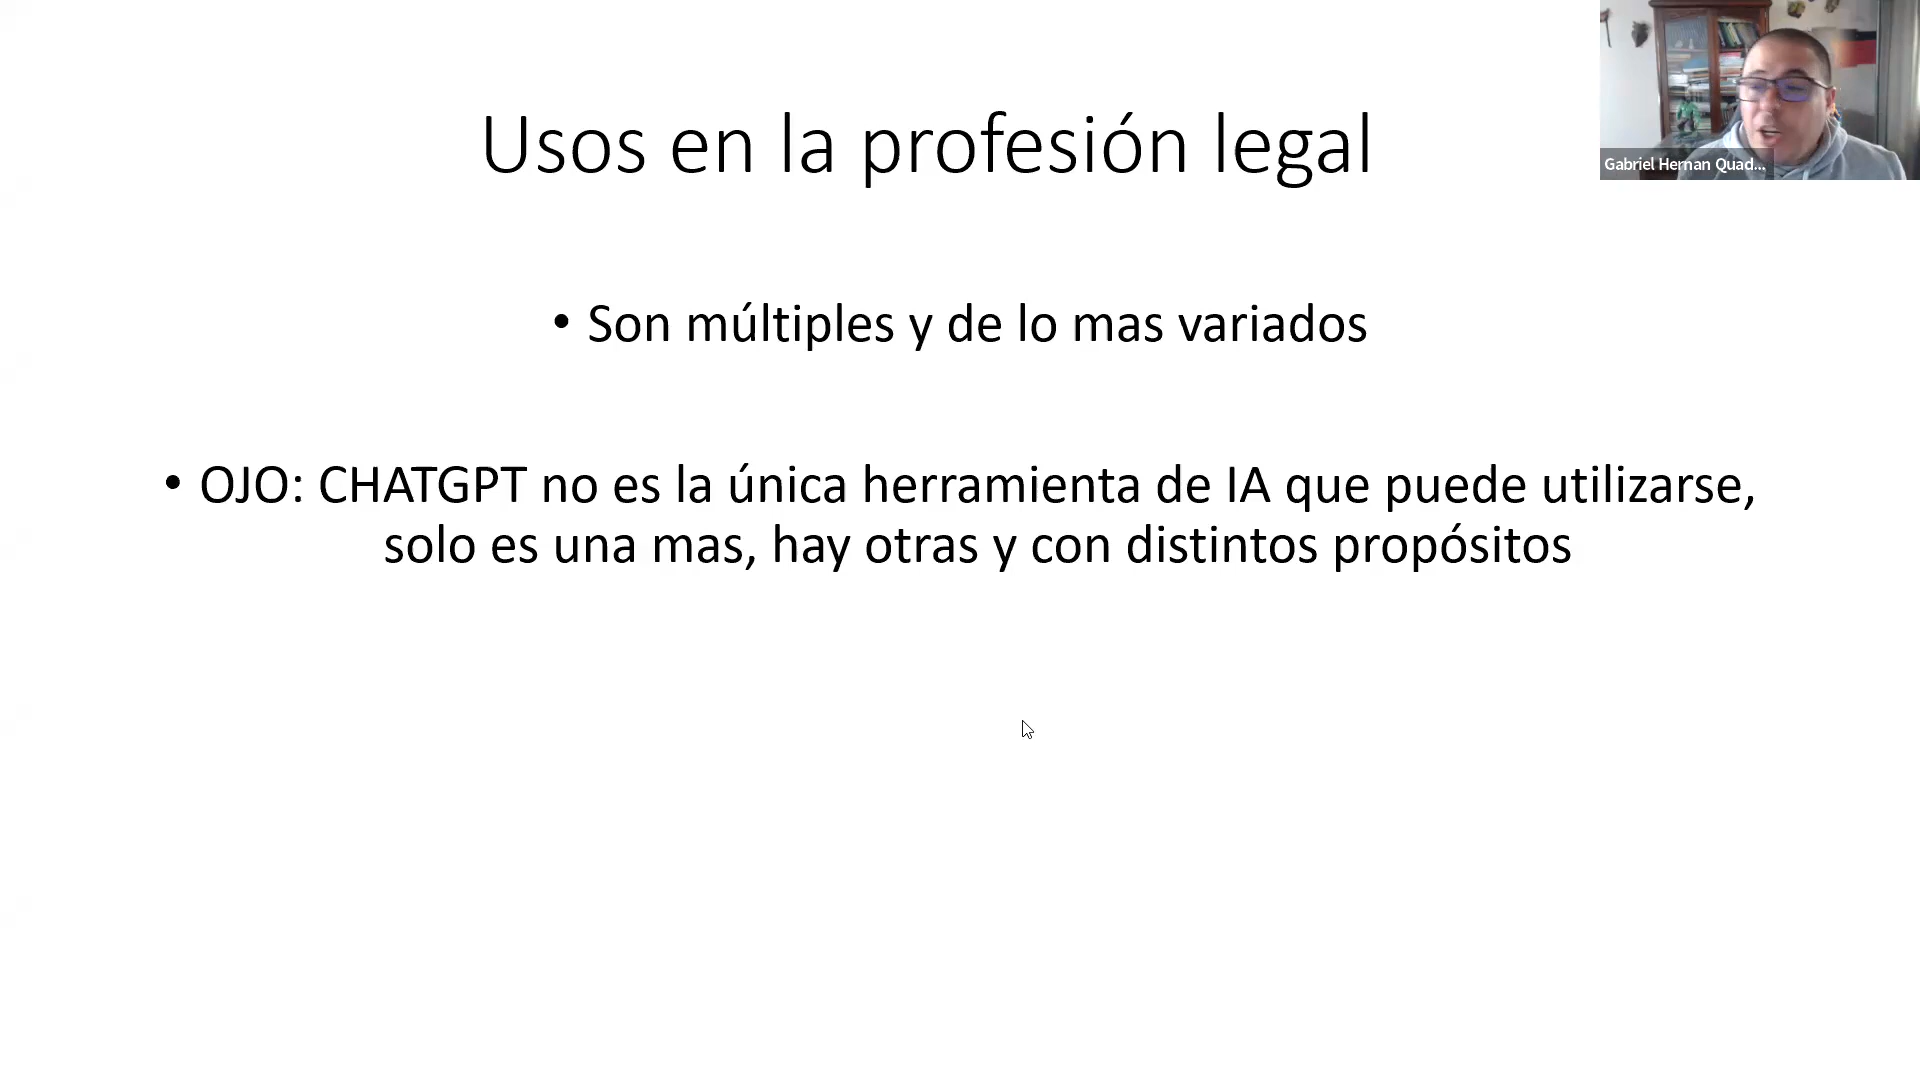 Usos en la profesión legal
Gabriel Hernan Quad...
• Son múltiples y de lo mas variados
• OJO: CHATGPT no es la única herramienta de IA que puede utilizarse,
solo es una mas, hay otras y con distintos propósitos